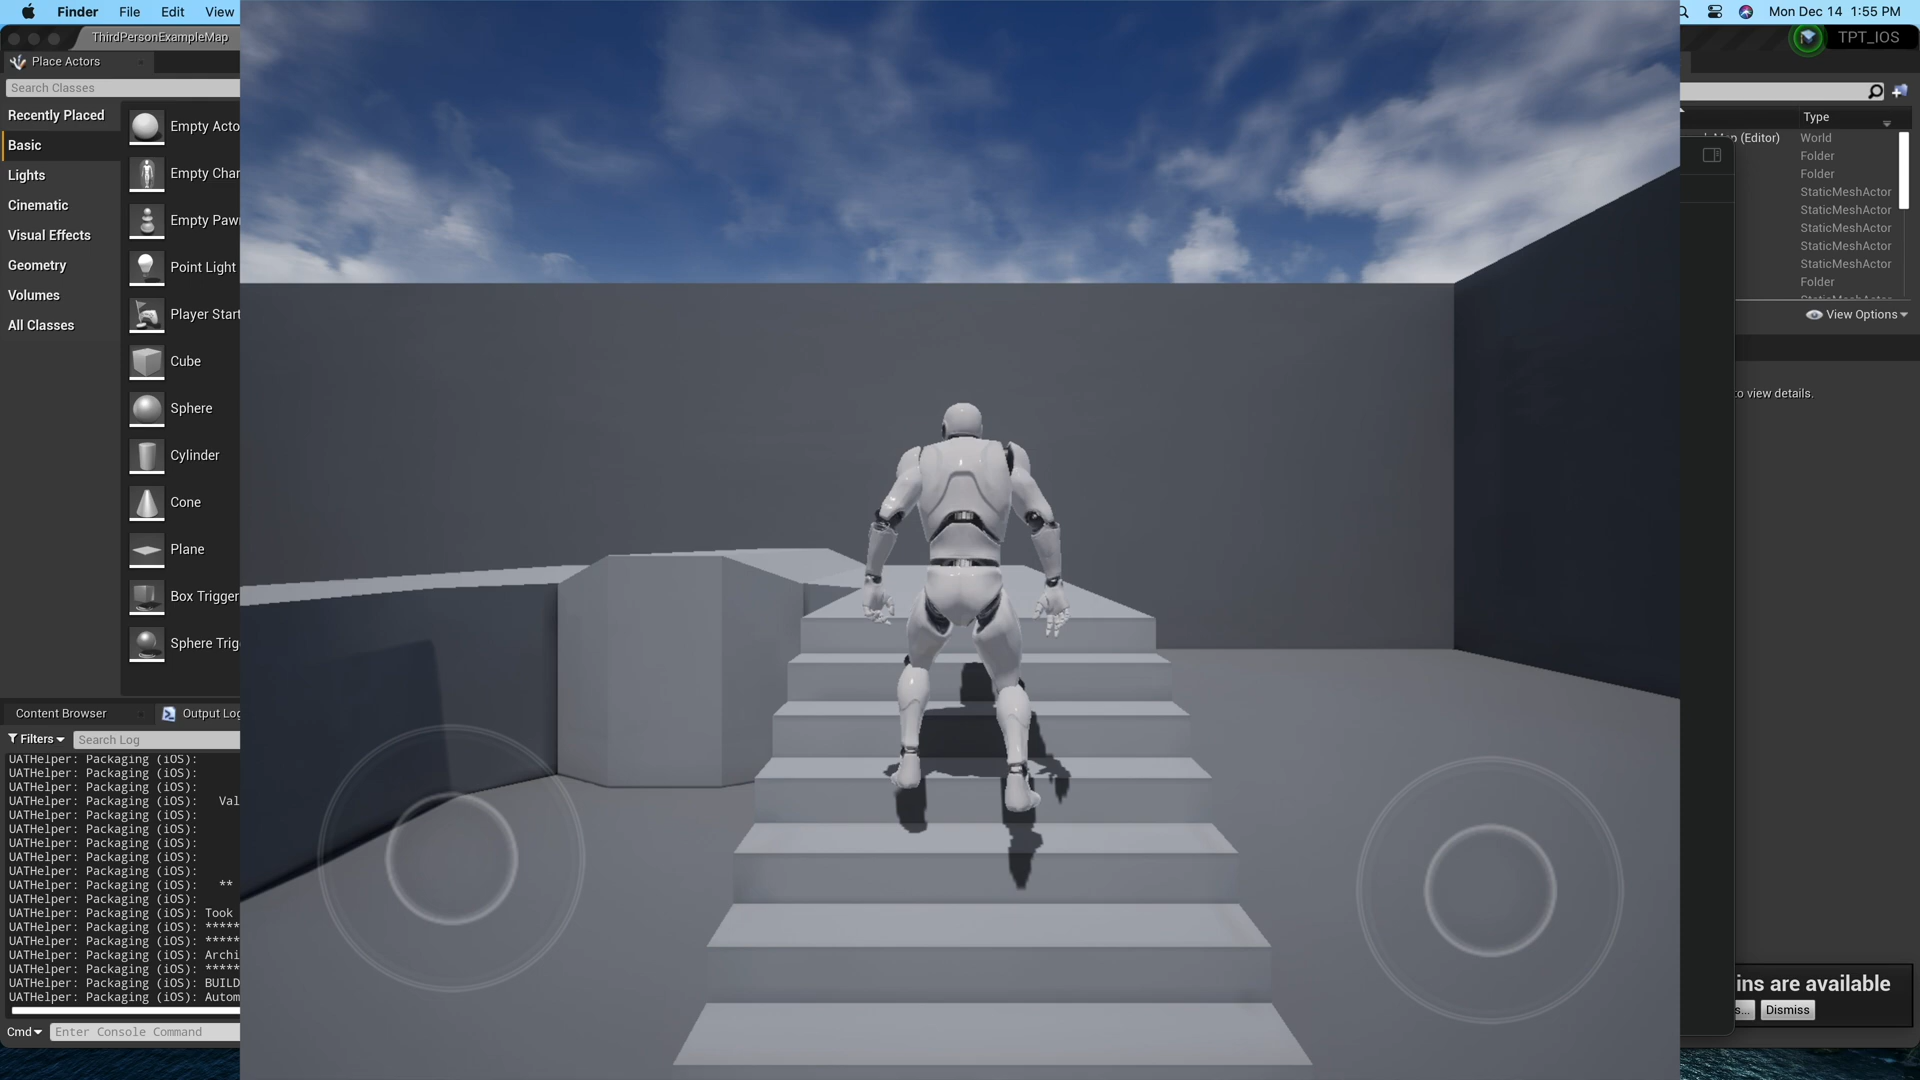 Finder File Edit View
Mon Dec 14 1:55 PM
ThirdPersonExampleMap
TPT_IOS
Place Actors
Search Classes
Recently Placed
Basic
Lights
Cinematic
Visual Effects
Geometry
Volumes
All Classes
Empty Acto
Empty Char
Empty Pawn
Point Light
Player Start
Cube
Sphere
Cylinder
Cone
Plane
Box Trigger
Sphere Trig
Type
(Editor) World
Folder
Folder
StaticMeshActor
StaticMeshActor
StaticMeshActor
StaticMeshActor
StaticMeshActor
Folder
View Options
to view details.
Content Browser
Output Log
Filters
Search Log
UATHelper: Packaging (iOS):
UATHelper: Packaging (iOS):
UATHelper: Packaging (iOS):
UATHelper: Packaging (iOS): Val
UATHelper: Packaging (iOS):
UATHelper: Packaging (iOS):
UATHelper: Packaging (iOS):
UATHelper: Packaging (iOS):
UATHelper: Packaging (iOS):
UATHelper: Packaging (iOS): **
UATHelper: Packaging (iOS):
UATHelper: Packaging (iOS): Took
UATHelper: Packaging (iOS): *****
UATHelper: Packaging (iOS): *****
UATHelper: Packaging (iOS): Archi
UATHelper: Packaging (iOS): *****
UATHelper: Packaging (iOS): BUILD
UATHelper: Packaging (iOS): Autom
Cmd
Enter Console Command
ins are available
s...
Dismiss